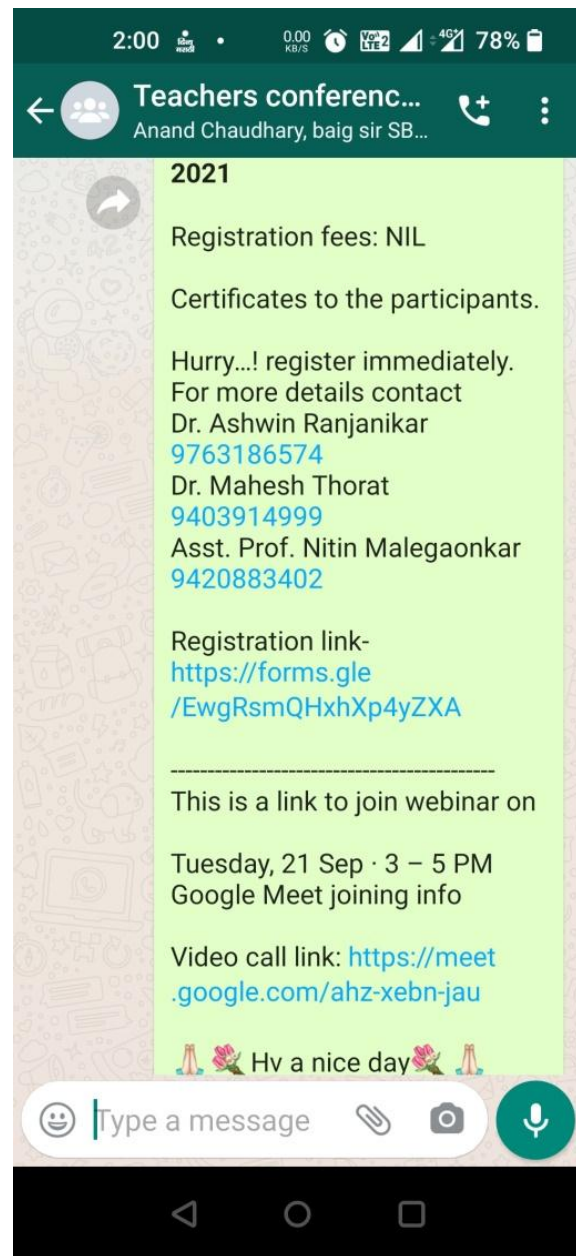 2:00
0.00
KB/S
Vo))
LTE2
4G
78%
Teachers conferenc...
Anand Chaudhary, baig sir SB...
2021
Registration fees: NIL
Certificates to the participants.
Hurry...! register immediately.
For more details contact
Dr. Ashwin Ranjanikar
9763186574
Dr. Mahesh Thorat
9403914999
Asst. Prof. Nitin Malegaonkar
9420883402
Registration link-
https://forms.gle
/EwgRsmQHxhXp4yZXA
--------------------------------------------
This is a link to join webinar on
Tuesday, 21 Sep · 3 – 5 PM
Google Meet joining info
Video call link: https://meet
.google.com/ahz-xebn-jau
🙏🏻 💐 Hv a nice day💐 🙏🏻
Type a message